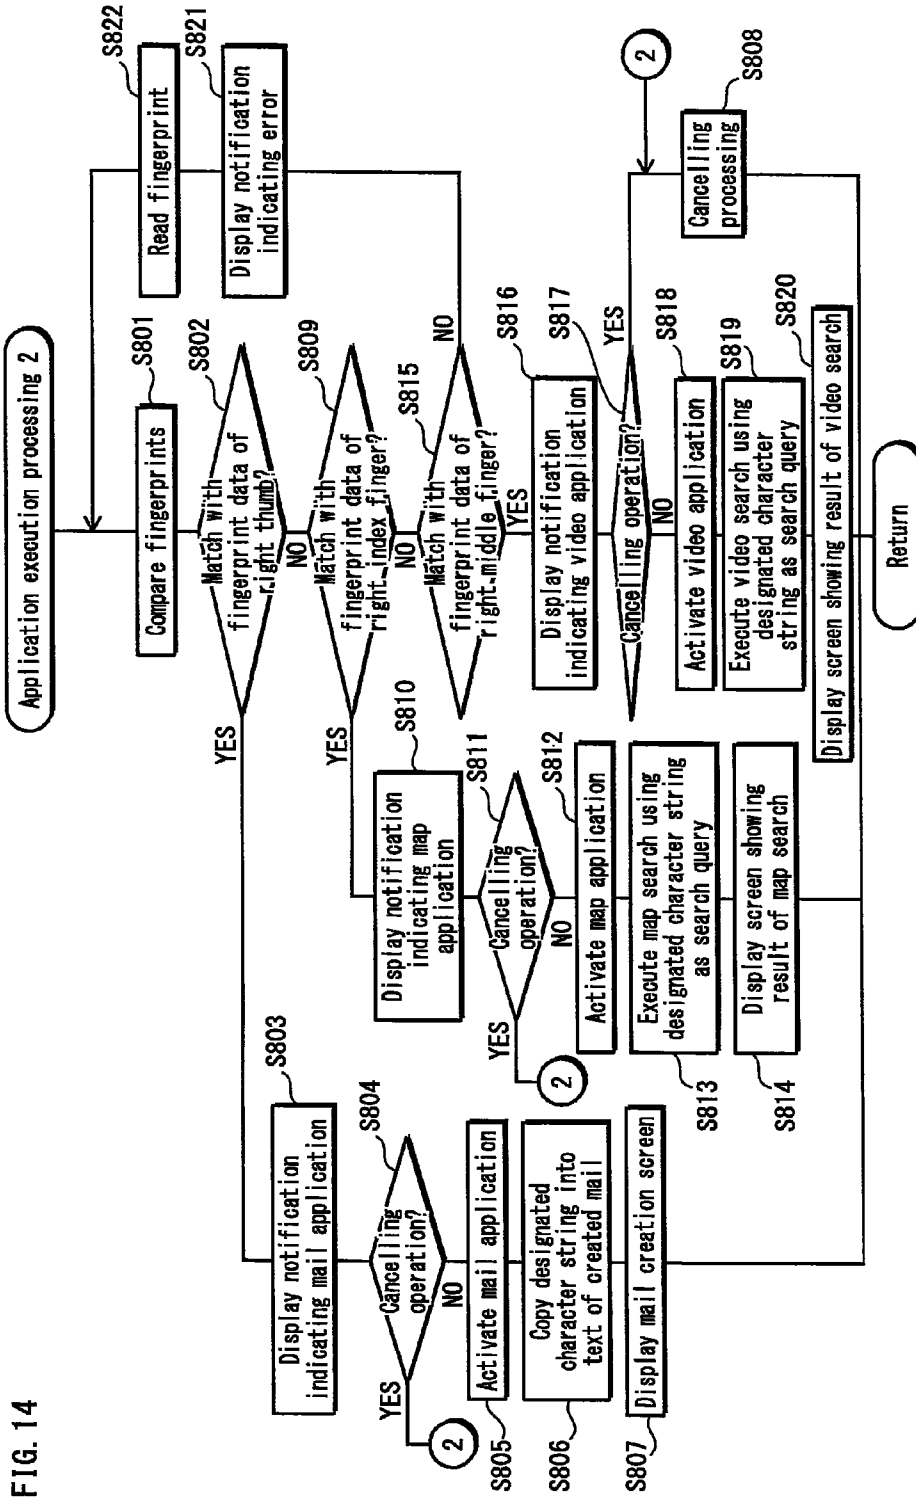 FIG. 14
Application execution processing 2
Compare fingerprints
S801
Match with
fingerprint data of
right thumb?
S802
YES
NO
Display notification
indicating mail application
S803
Cancelling
operation?
S804
YES
2
NO
Activate mail application
S805
Copy designated
character string into
text of created mail
S806
Display mail creation screen
S807
Match with
fingerprint data of
right index finger?
S809
YES
NO
Display notification
indicating map
application
S810
Cancelling
operation?
S811
YES
2
NO
Activate map application
S812
Execute map search using
designated character string
as search query
S813
Display screen showing
result of map search
S814
Match with
fingerprint data of
right middle finger?
S815
NO
YES
Display notification
indicating video application
S816
Cancelling operation?
S817
YES
NO
Activate video application
S818
Execute video search using
designated character
string as search query
S819
Display screen showing result of video search
S820
Read fingerprint
S822
Display notification
indicating error
S821
2
Cancelling
processing
S808
Return